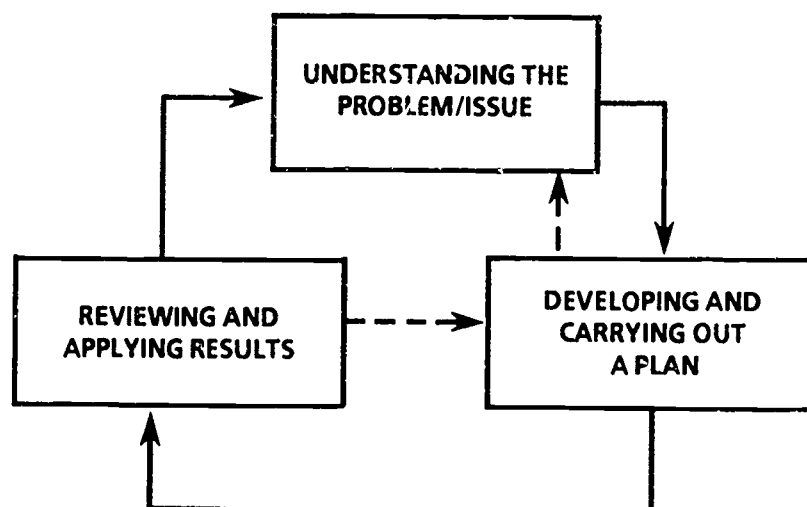 UNDERSTANDING THE
PROBLEM/ISSUE
REVIEWING AND
APPLYING RESULTS
DEVELOPING AND
CARRYING OUT
A PLAN